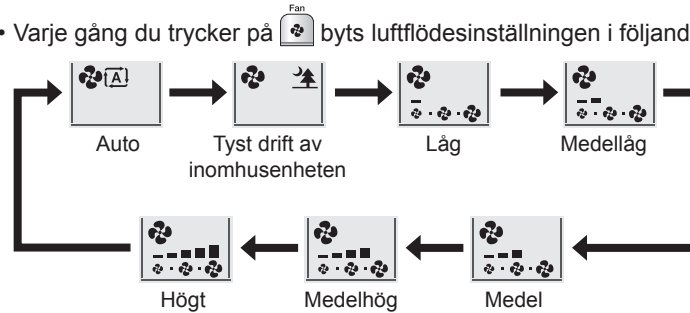 Fan
• Varje gång du trycker på byts luftflödesinställningen i följand
A
Auto
Tyst drift av
inomhusenheten
Låg
Medellåg
Högt
Medelhög
Medel